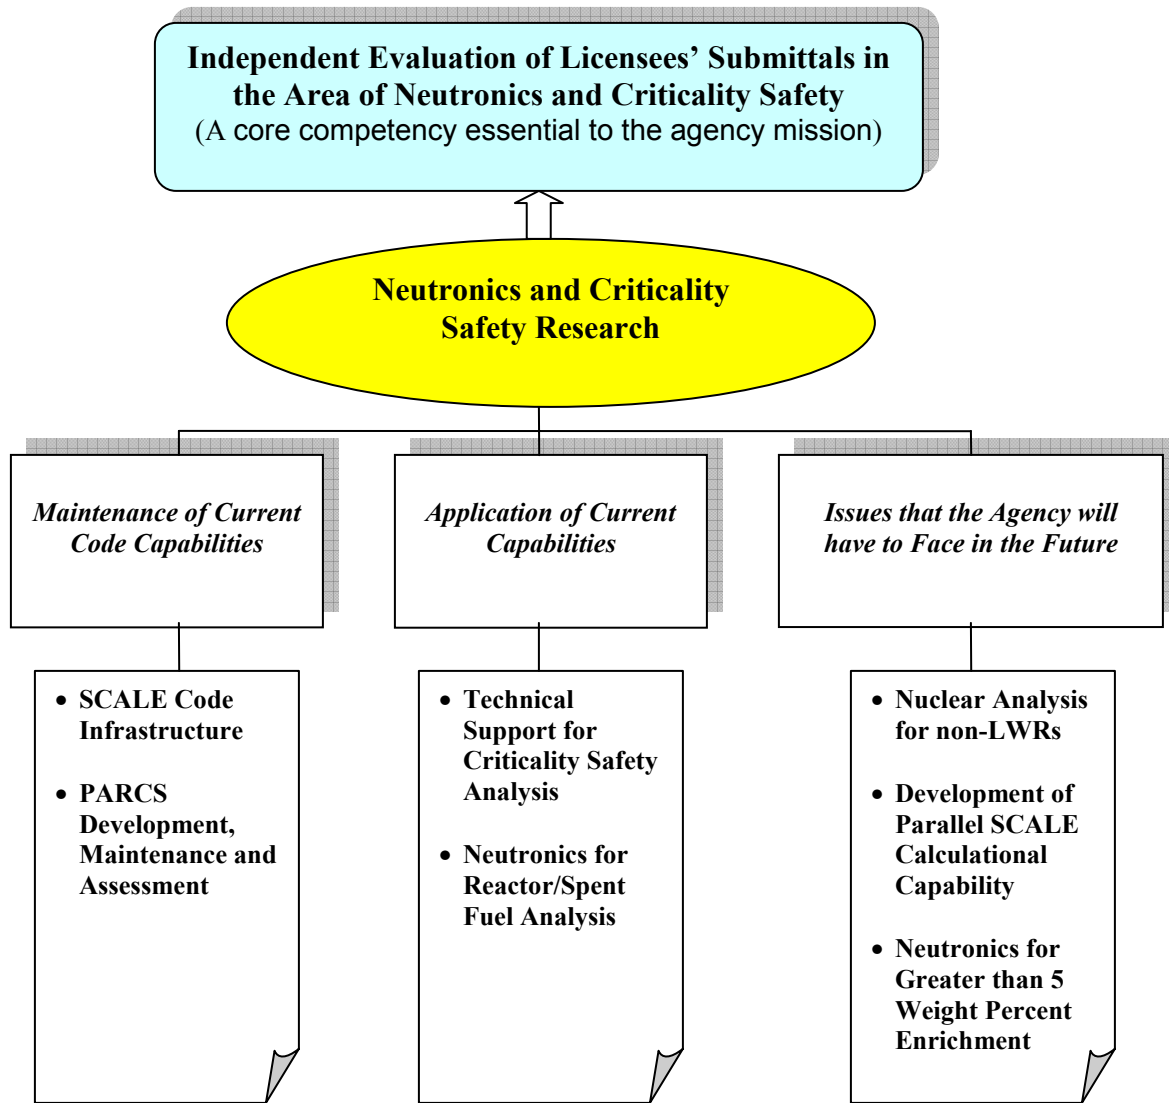 Independent Evaluation of Licensees’ Submittals in
the Area of Neutronics and Criticality Safety
(A core competency essential to the agency mission)
Neutronics and Criticality
Safety Research
Maintenance of Current
Code Capabilities
Application of Current
Capabilities
Issues that the Agency will
have to Face in the Future
• SCALE Code
Infrastructure
• PARCS
Development,
Maintenance and
Assessment
• Technical
Support for
Criticality Safety
Analysis
• Neutronics for
Reactor/Spent
Fuel Analysis
• Nuclear Analysis
for non-LWRs
• Development of
Parallel SCALE
Calculational
Capability
• Neutronics for
Greater than 5
Weight Percent
Enrichment